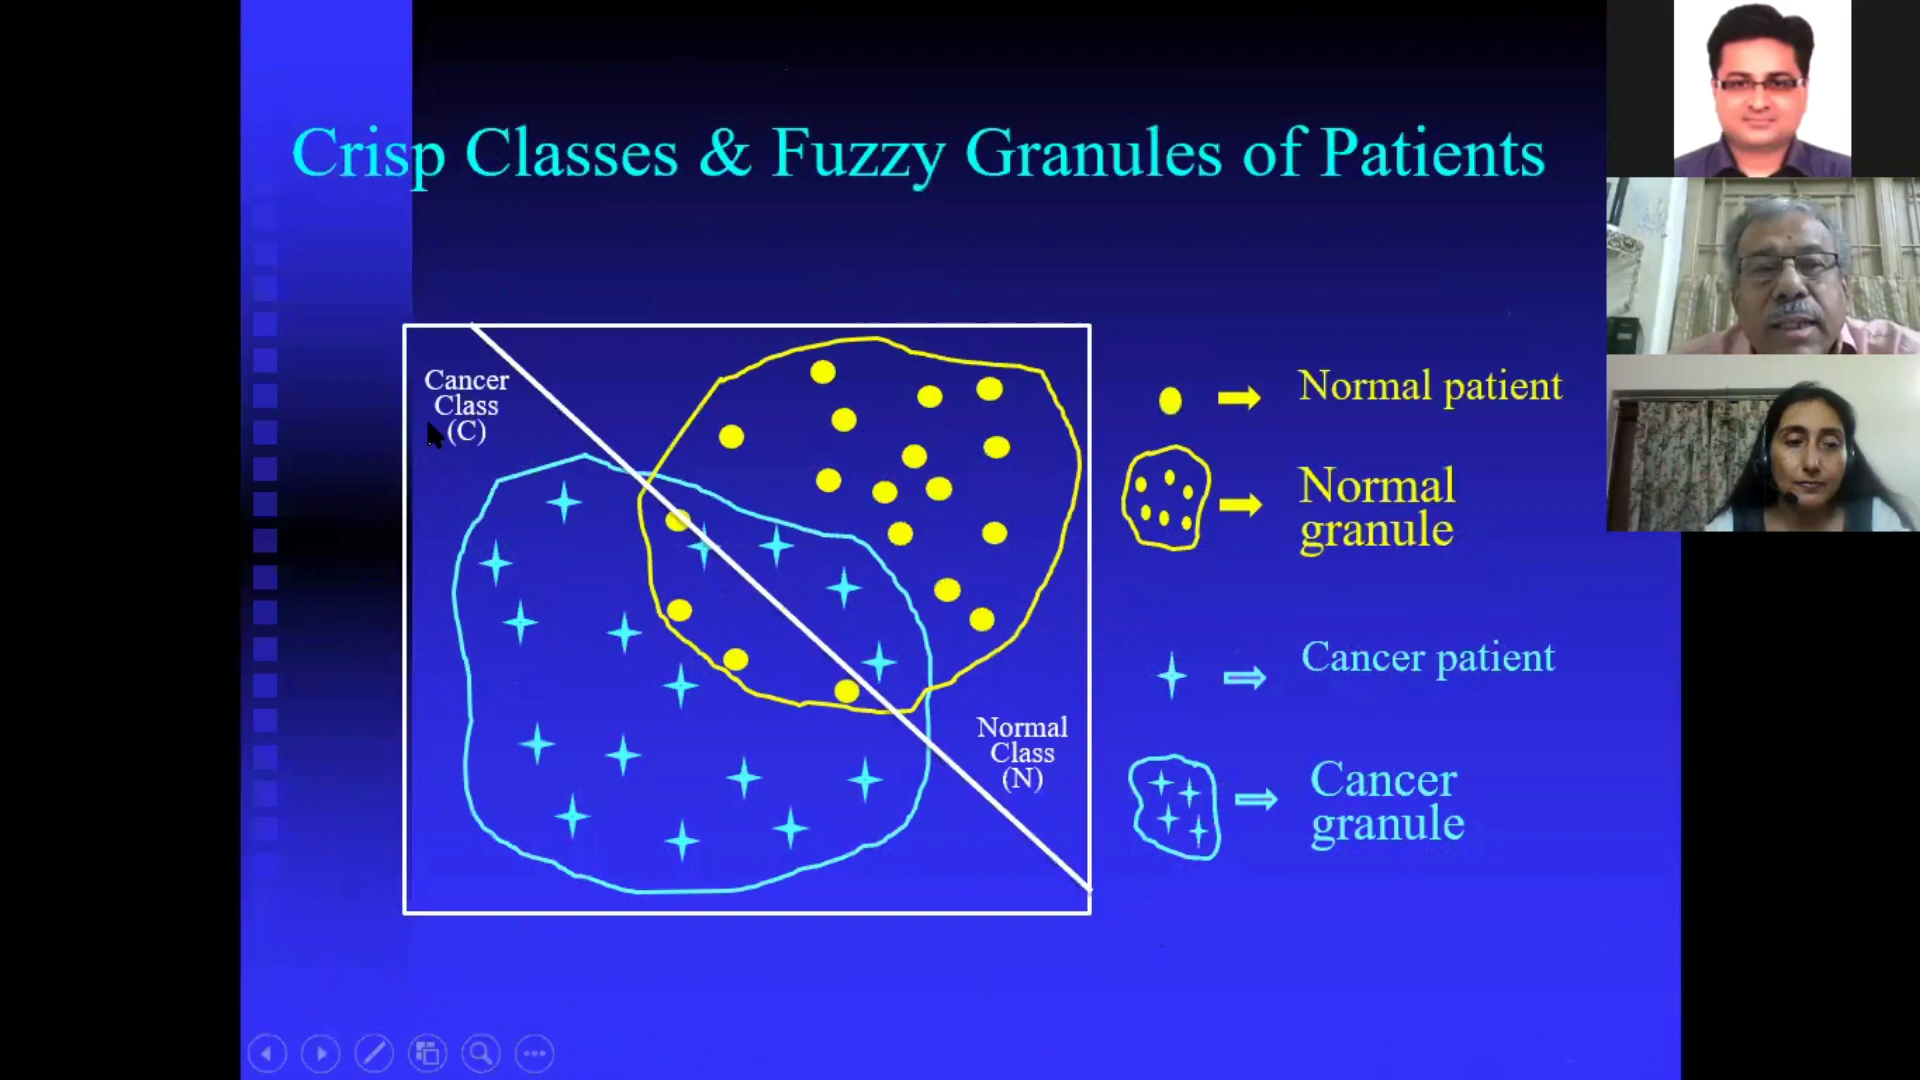 Crisp Classes & Fuzzy Granules of Patients
Cancer
Class
(C)
Normal
Class
(N)
Normal patient
Normal
granule
Cancer patient
Cancer
granule